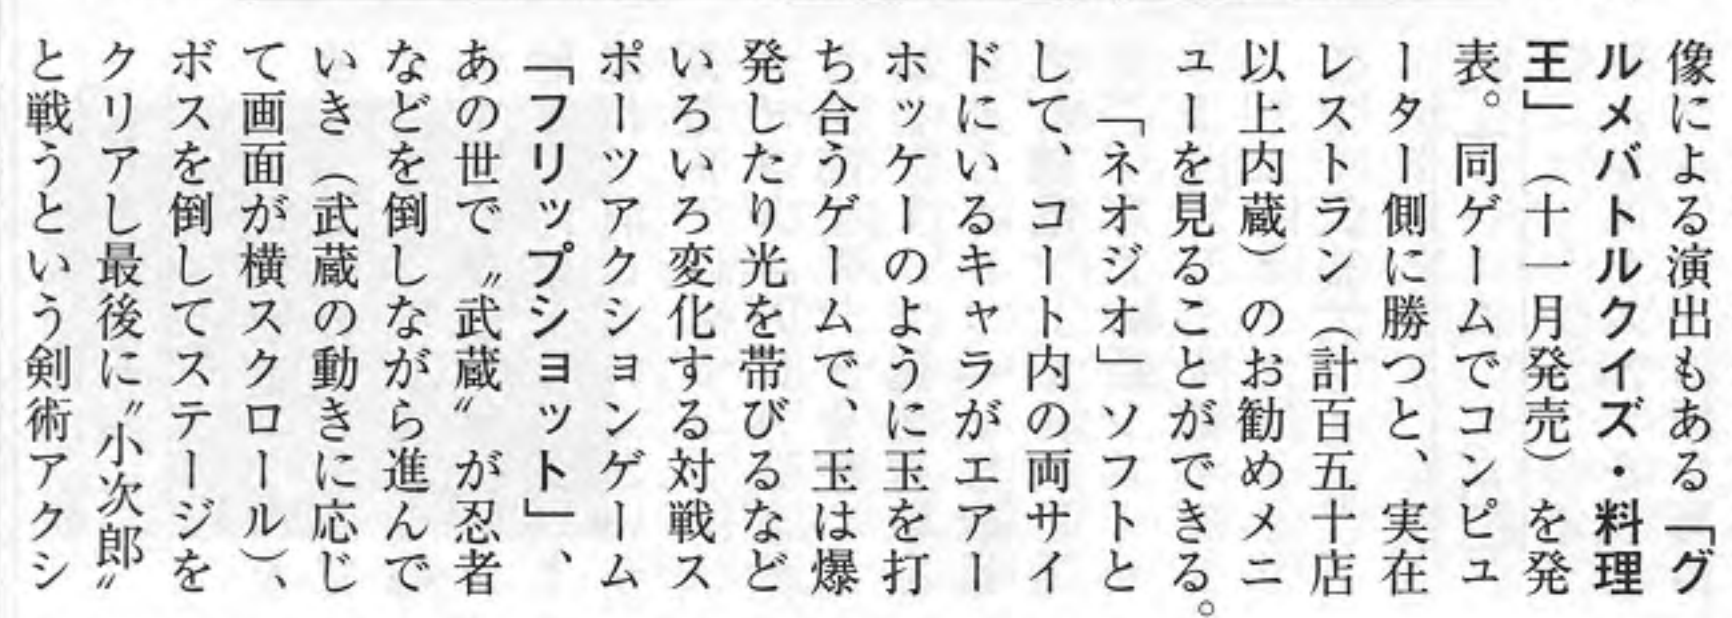 像による演出もある「グ
ルメバトルクイズ・料理
王」（十一月発売）を発
表。同ゲームでコンピュ
ーター側に勝つと、実在
レストラン（計百五十店
以上内蔵）のお勧めメニ
ューを見ることができる。
「ネオジオ」ソフトと
して、コート内の両サイ
ドにいるキャラがエアー
ホッケーのように玉を打
ち合うゲームで、玉は爆
発したり光を帯びるなど
いろいろ変化する対戦ス
ポーツアクションゲーム
「フリップショット」、
あの世で〝武蔵〟が忍者
などを倒しながら進んで
いき（武蔵の動きに応じ
て画面が横スクロール）、
ボスを倒してステージを
クリアし最後に〝小次郎〟
と戦うという剣術アクシ